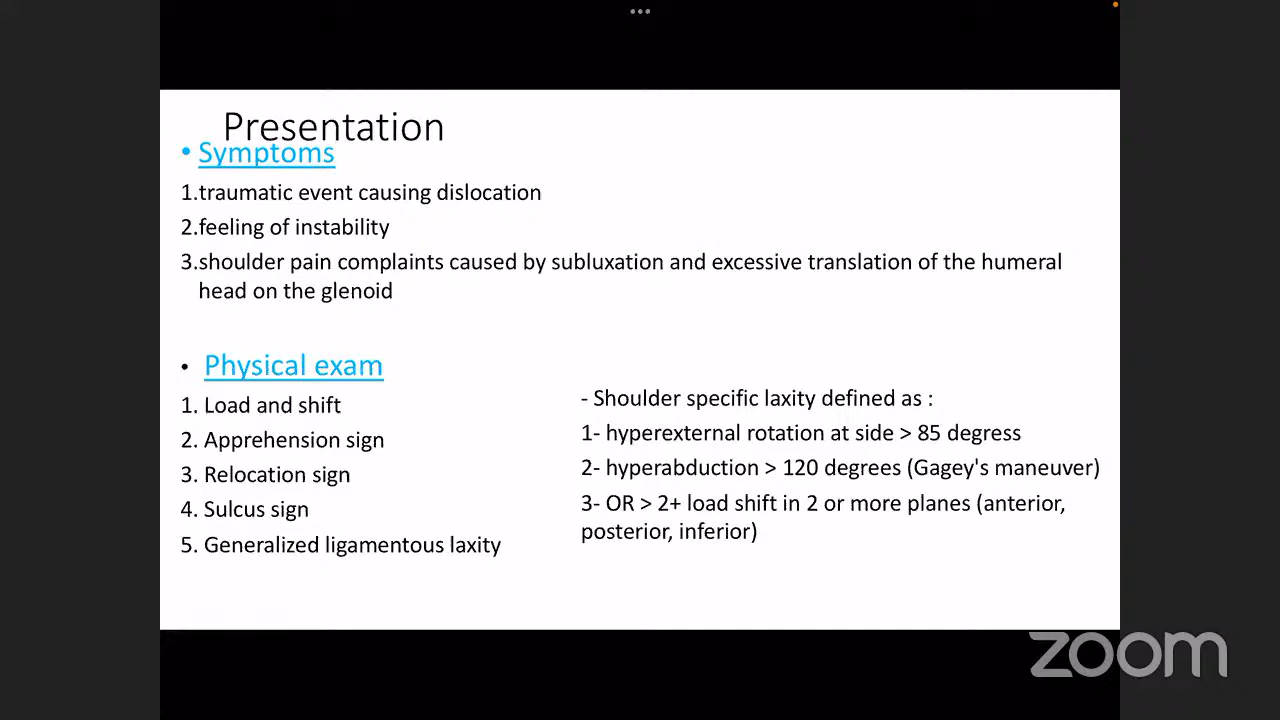 Presentation
• Symptoms
1.traumatic event causing dislocation
2.feeling of instability
3.shoulder pain complaints caused by subluxation and excessive translation of the humeral
head on the glenoid
• Physical exam
1. Load and shift
2. Apprehension sign
3. Relocation sign
4. Sulcus sign
5. Generalized ligamentous laxity
- Shoulder specific laxity defined as :
1- hyperexternal rotation at side > 85 degress
2- hyperabduction > 120 degrees (Gagey's maneuver)
3- OR > 2+ load shift in 2 or more planes (anterior,
posterior, inferior)
zoom